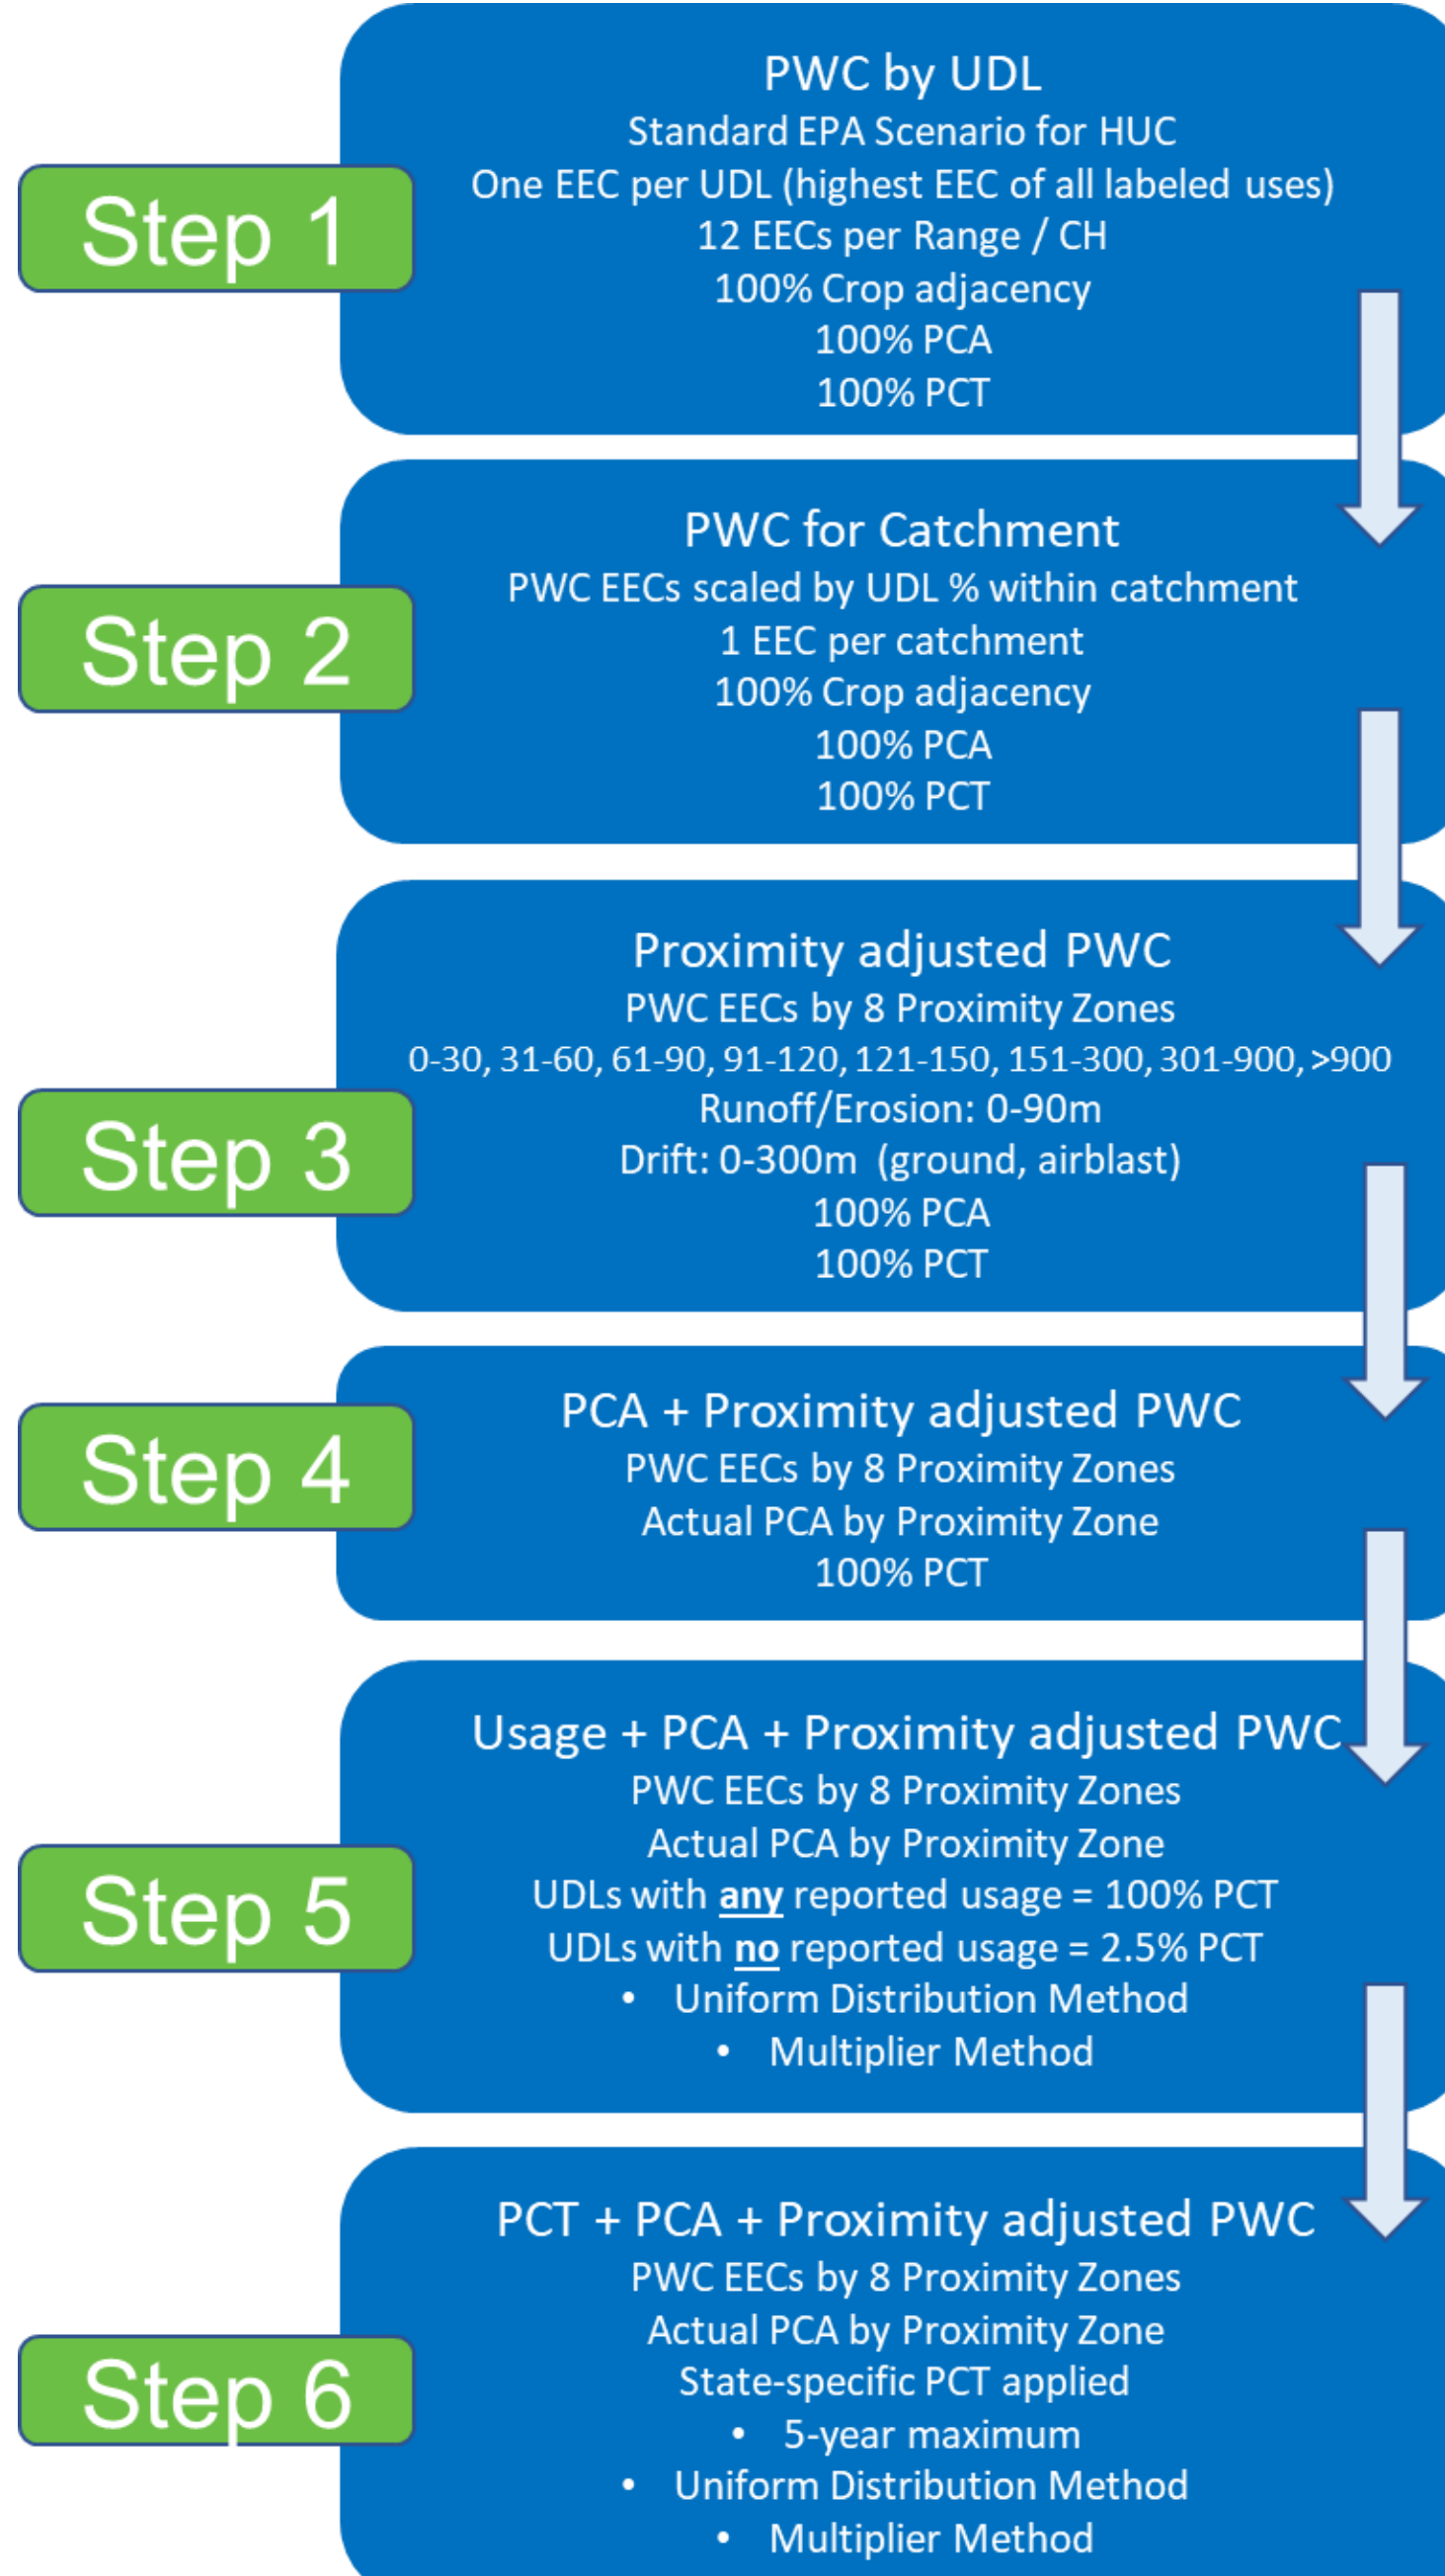 Step 1
PWC by UDL
Standard EPA Scenario for HUC
One EEC per UDL (highest EEC of all labeled uses)
12 EECs per Range / CH
100% Crop adjacency
100% PCA
100% PCT
Step 2
PWC for Catchment
PWC EECs scaled by UDL % within catchment
1 EEC per catchment
100% Crop adjacency
100% PCA
100% PCT
Step 3
Proximity adjusted PWC
PWC EECs by 8 Proximity Zones
0-30, 31-60, 61-90, 91-120, 121-150, 151-300, 301-900, >900
Runoff/Erosion: 0-90m
Drift: 0-300m (ground, airblast)
100% PCA
100% PCT
Step 4
PCA + Proximity adjusted PWC
PWC EECs by 8 Proximity Zones
Actual PCA by Proximity Zone
100% PCT
Step 5
Usage + PCA + Proximity adjusted PWC
PWC EECs by 8 Proximity Zones
Actual PCA by Proximity Zone
UDLs with any reported usage = 100% PCT
UDLs with no reported usage = 2.5% PCT
• Uniform Distribution Method
• Multiplier Method
Step 6
PCT + PCA + Proximity adjusted PWC
PWC EECs by 8 Proximity Zones
Actual PCA by Proximity Zone
State-specific PCT applied
• 5-year maximum
• Uniform Distribution Method
• Multiplier Method